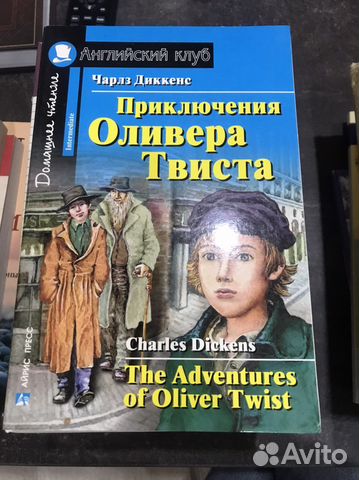 Английский клуб
Домашнее чтение
Intermediate
Чарлз Диккенс
Приключения
Оливера
Твиста
Charles Dickens
The Adventures
of Oliver Twist
АЙРИС ПРЕСС
Avito